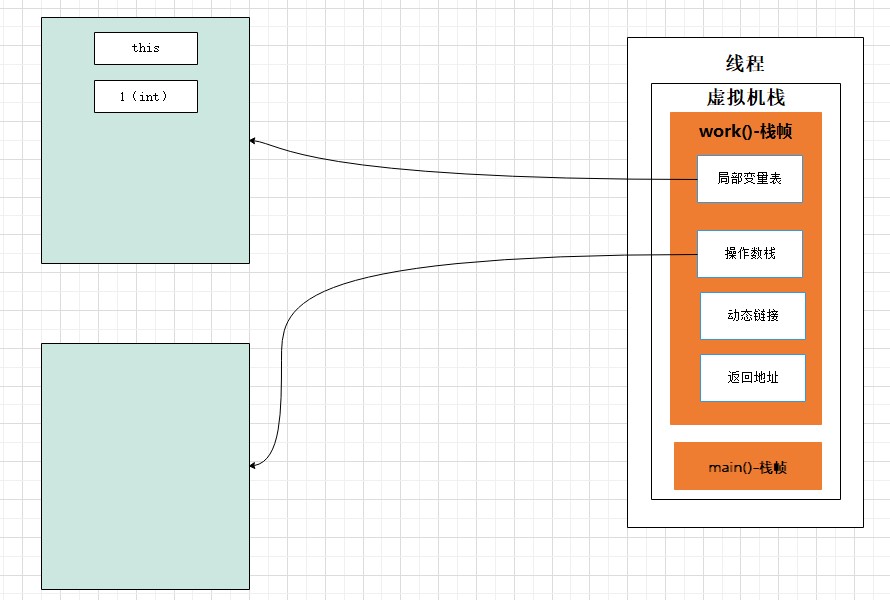 this
1（int）
线程
虚拟机栈
work()-栈帧
局部变量表
操作数栈
动态链接
返回地址
main()-栈帧